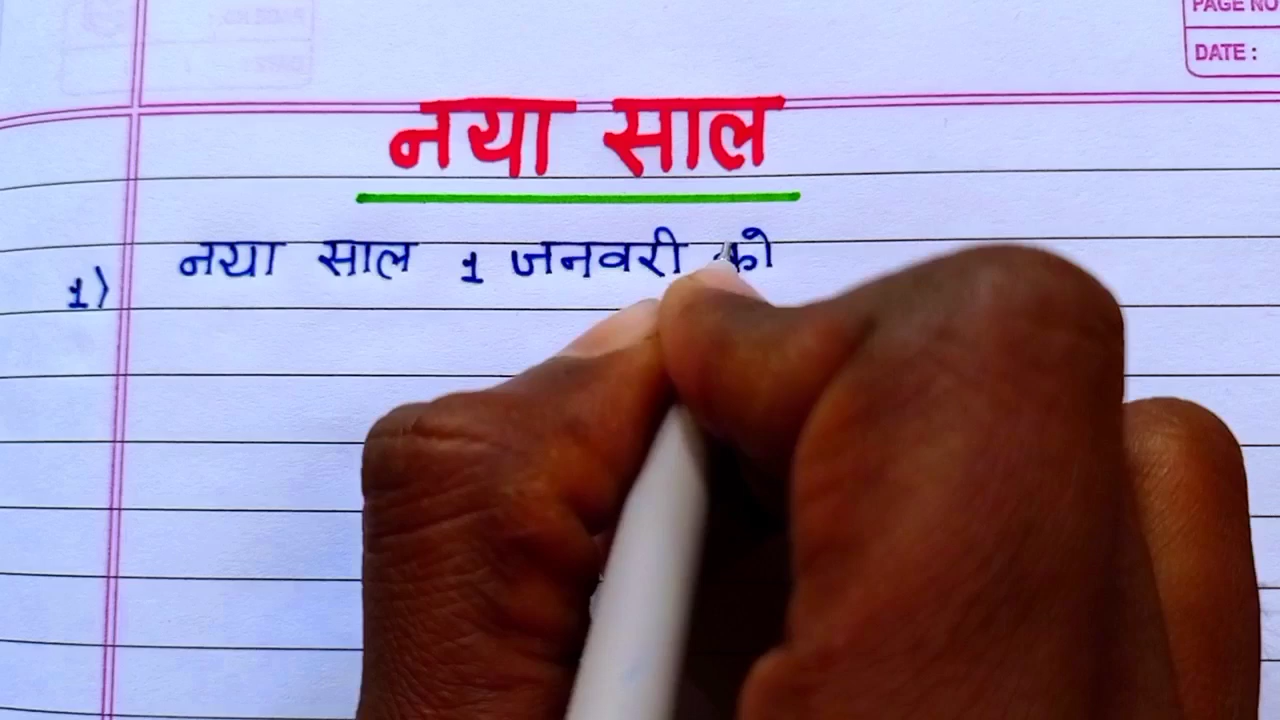 PAGE NO
DATE :
नया साल
1) नया साल 1 जनवरी को